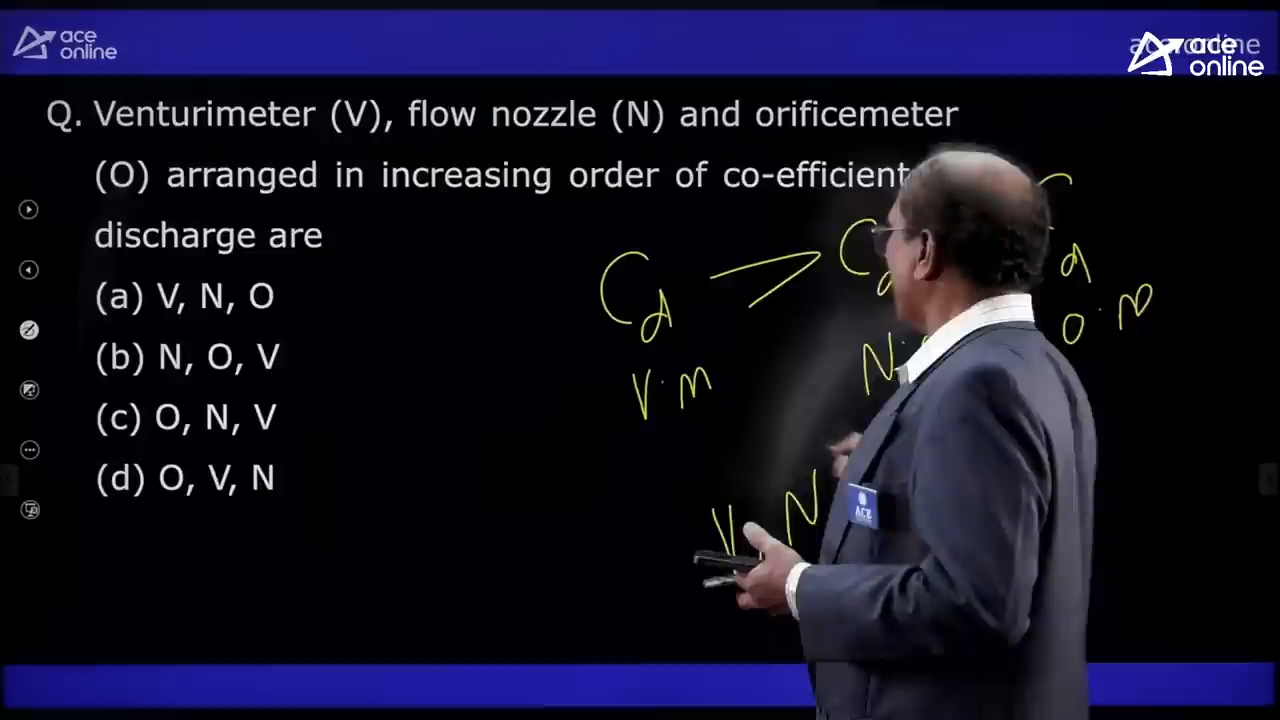 ace
online
ace
online
Q. Venturimeter (V), flow nozzle (N) and orificemeter
(O) arranged in increasing order of co-efficient
discharge are
(a) V, N, O
(b) N, O, V
(c) O, N, V
(d) O, V, N
Cd > C
d
V.m N.
O.
V, N
ACE